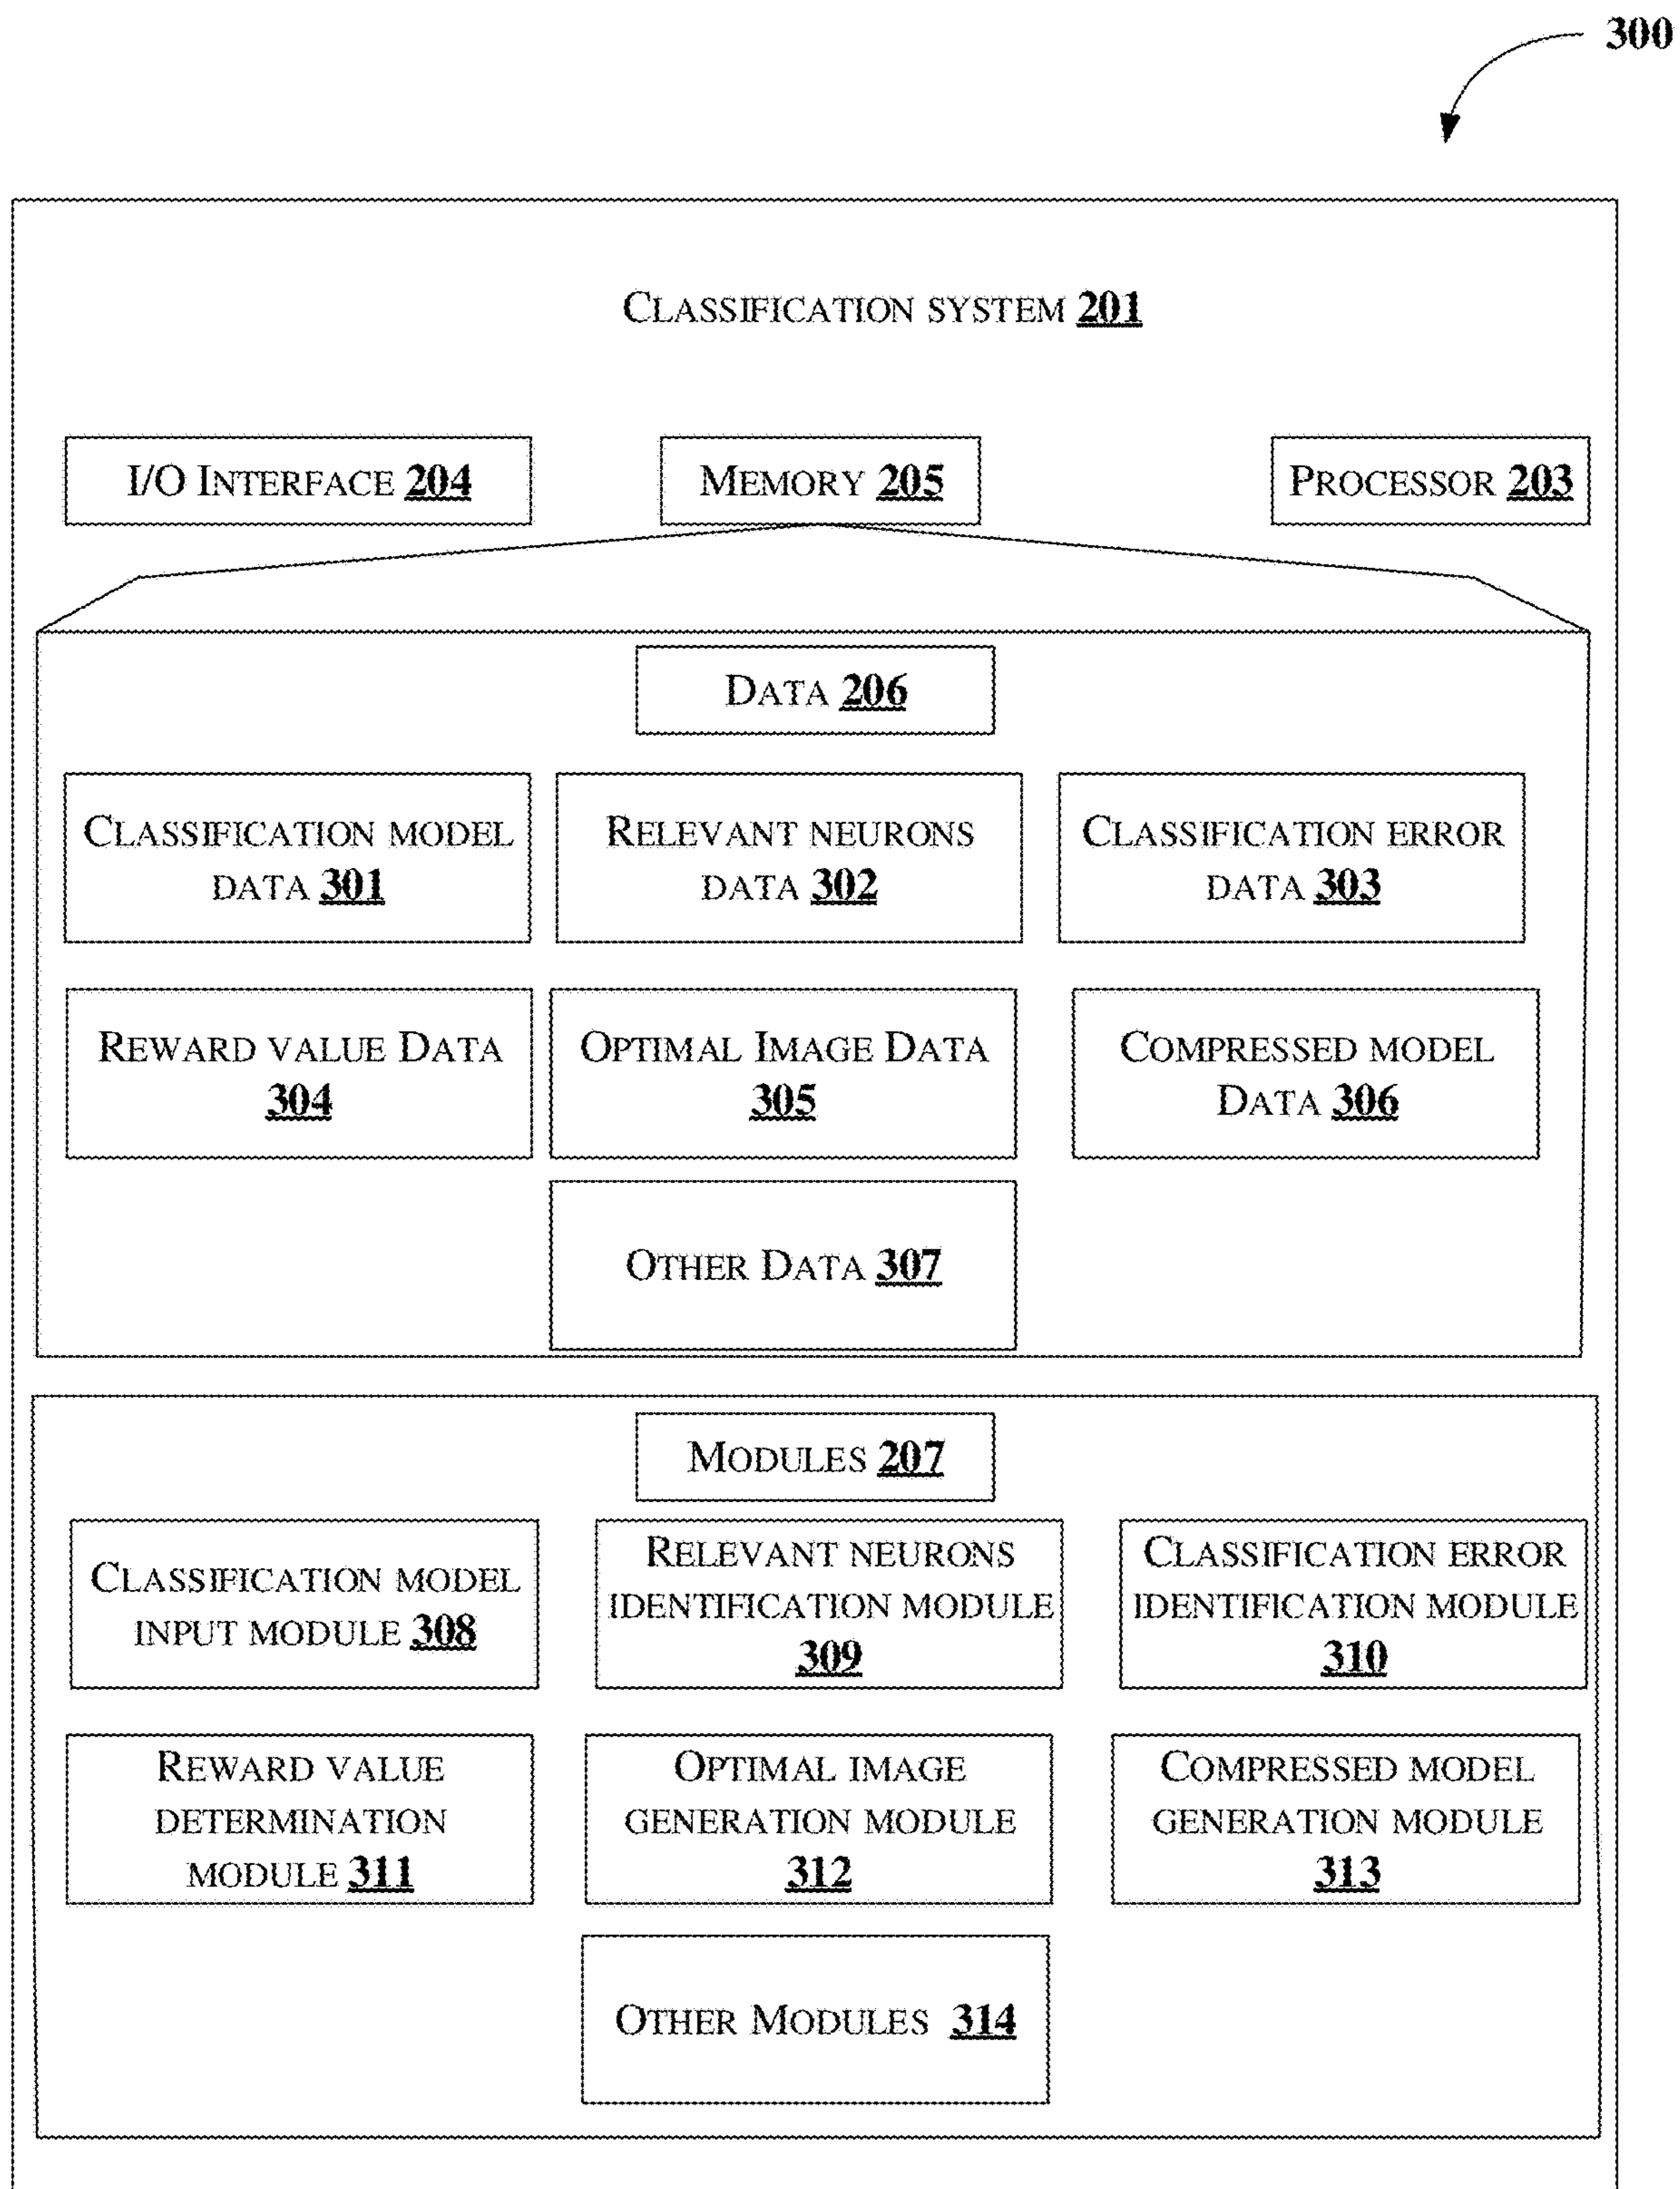 300
CLASSIFICATION SYSTEM 201
I/O INTERFACE 204
MEMORY 205
PROCESSOR 203
DATA 206
CLASSIFICATION MODEL
DATA 301
RELEVANT NEURONS
DATA 302
CLASSIFICATION ERROR
DATA 303
REWARD VALUE DATA
304
OPTIMAL IMAGE DATA
305
COMPRESSED MODEL
DATA 306
OTHER DATA 307
MODULES 207
CLASSIFICATION MODEL
INPUT MODULE 308
RELEVANT NEURONS
IDENTIFICATION MODULE
309
CLASSIFICATION ERROR
IDENTIFICATION MODULE
310
REWARD VALUE
DETERMINATION
MODULE 311
OPTIMAL IMAGE
GENERATION MODULE
312
COMPRESSED MODEL
GENERATION MODULE
313
OTHER MODULES 314